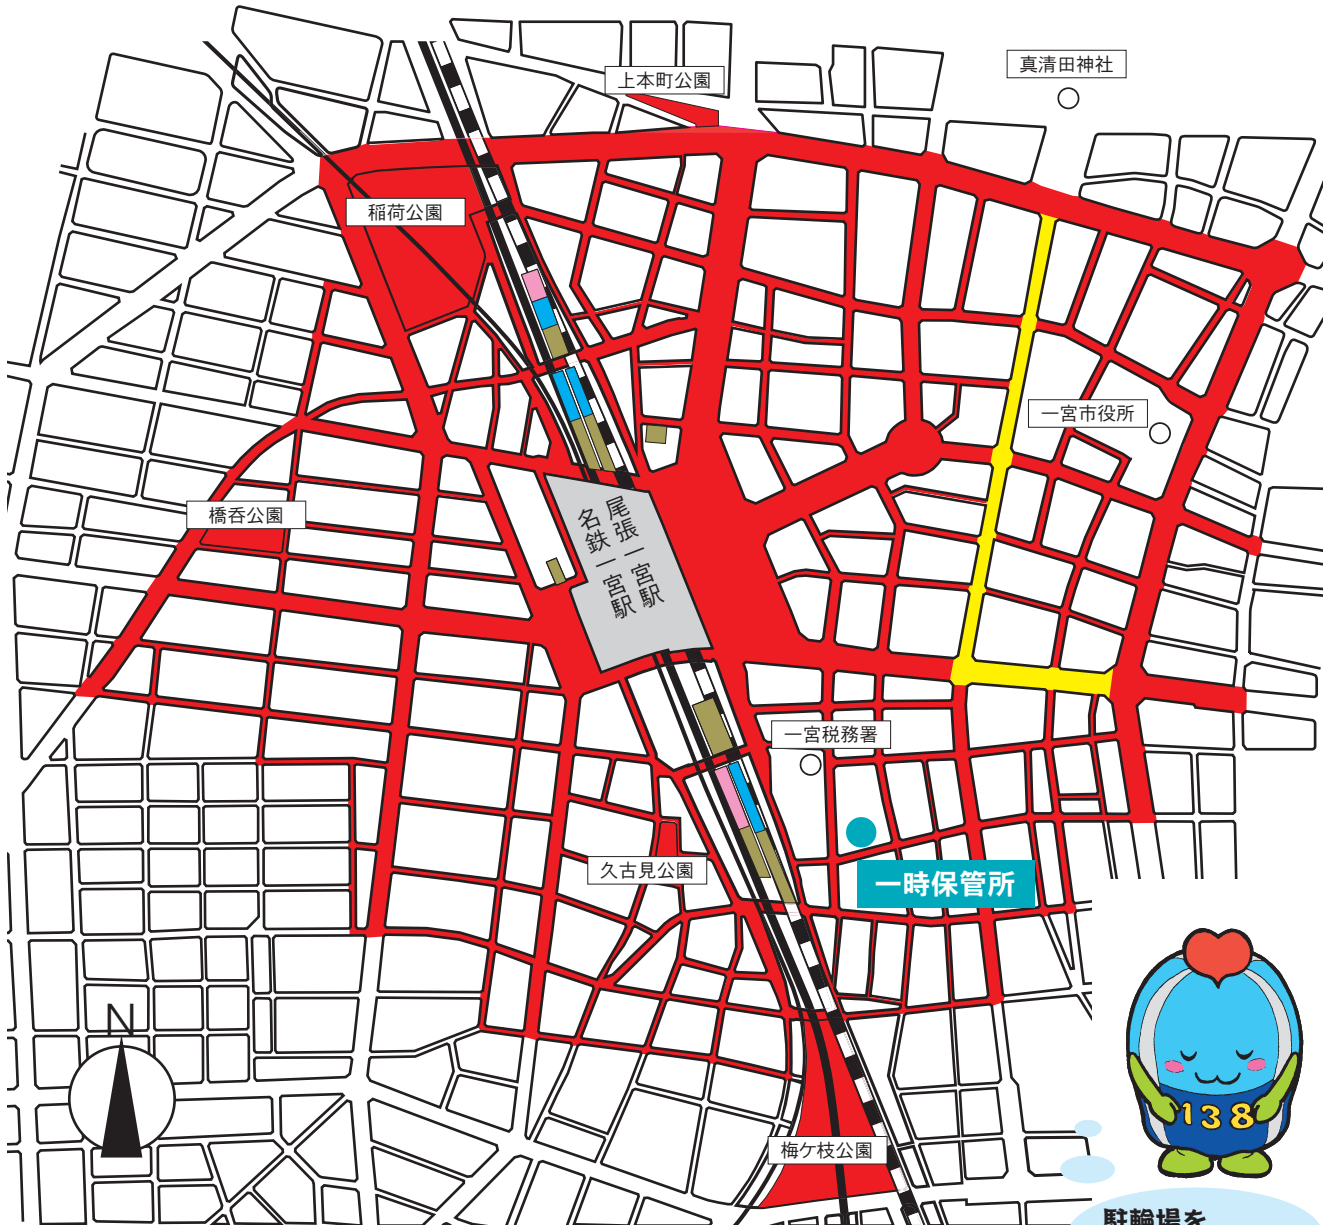 真清田神社
上本町公園
稲荷公園
一宮市役所
橋呑公園
尾張一宮駅
名鉄一宮駅
一宮税務署
久古見公園
一時保管所
N
138
梅ケ枝公園
駐輪場を